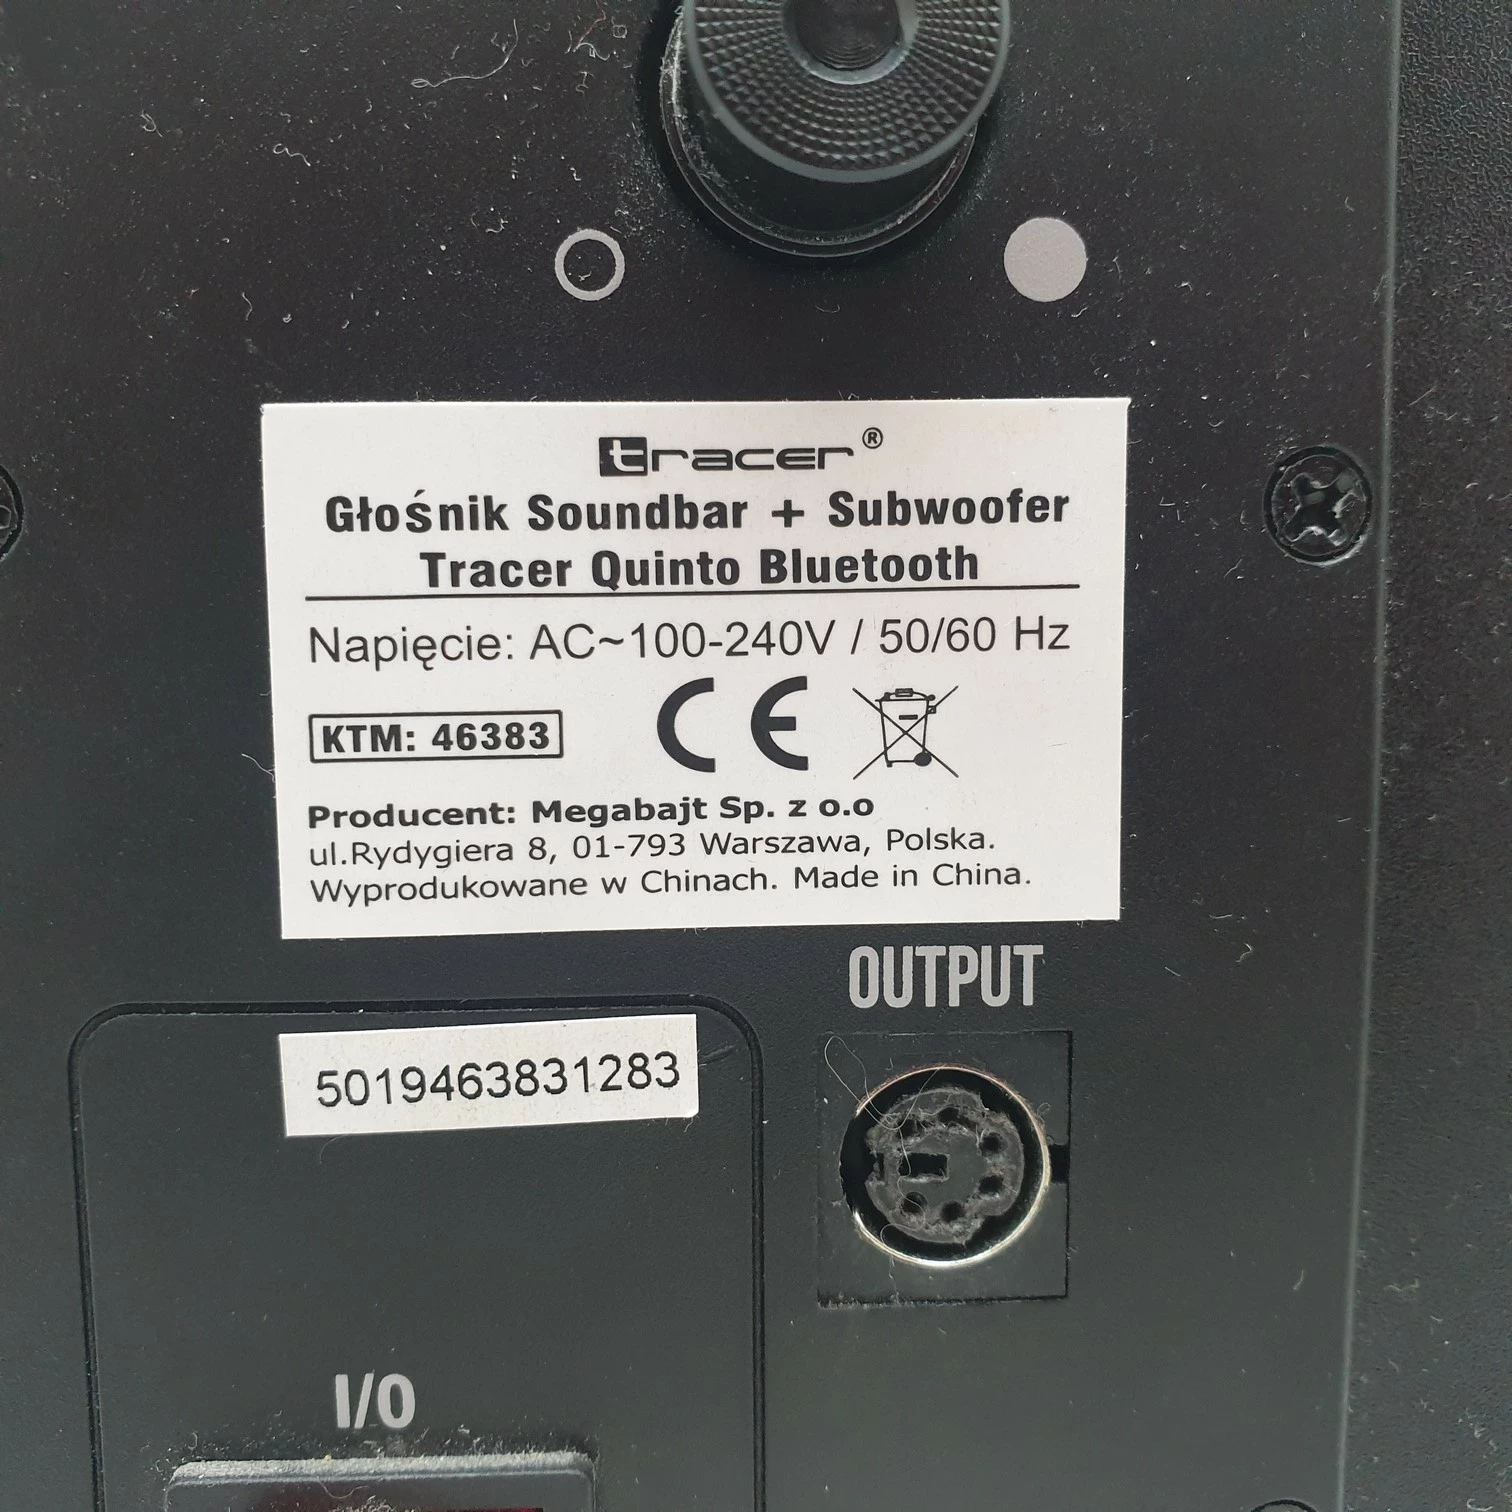 tracer®
Głośnik Soundbar + Subwoofer
Tracer Quinto Bluetooth
Napięcie: AC~100-240V / 50/60 Hz
KTM: 46383
CE
Producent: Megabajt Sp. z o.o
ul.Rydygiera 8, 01-793 Warszawa, Polska.
Wyprodukowane w Chinach. Made in China.
OUTPUT
5019463831283
I/O